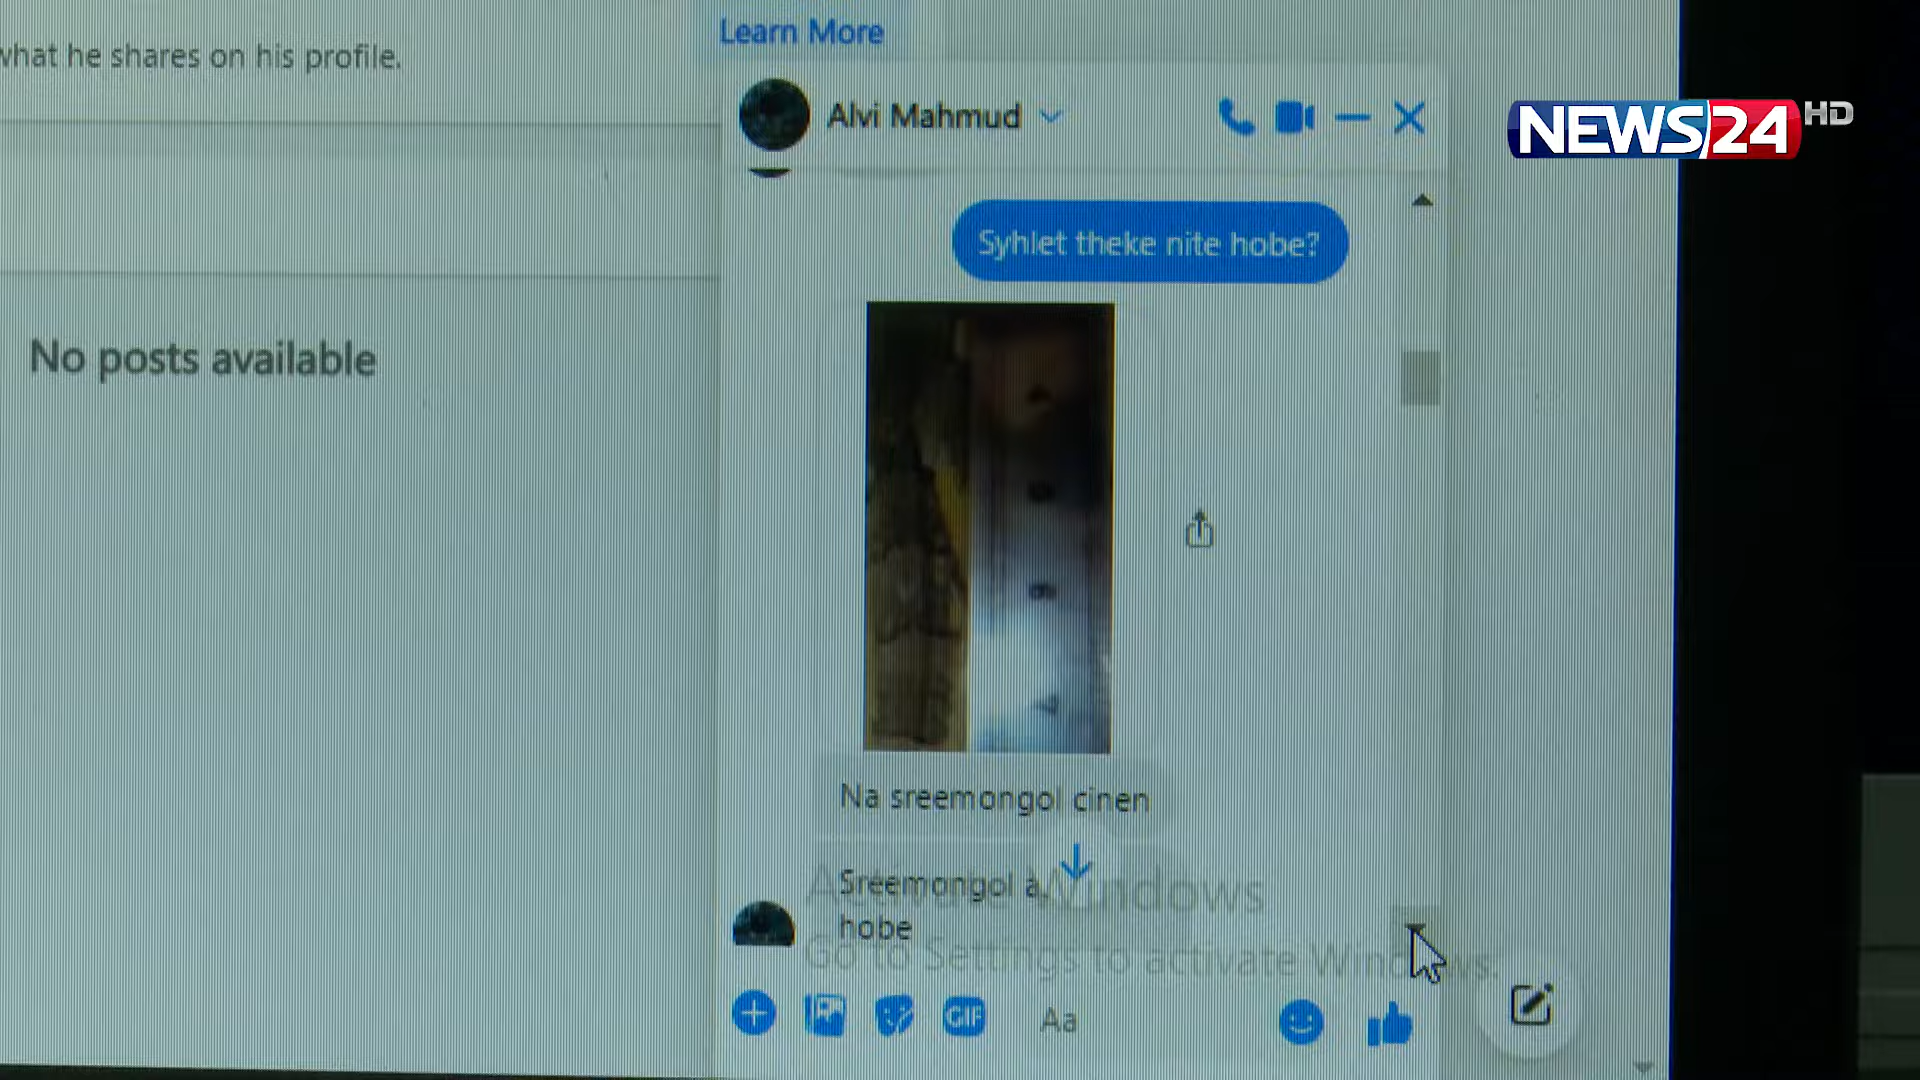 Learn More
what he shares on his profile.
Alvi Mahmud
NEWS24 HD
Syhlet theke nite hobe?
No posts available
Na sreemongol cinen
Sreemongol a
hobe
Activate Windows
Go to Settings to activate Windows.
GIF
Aa